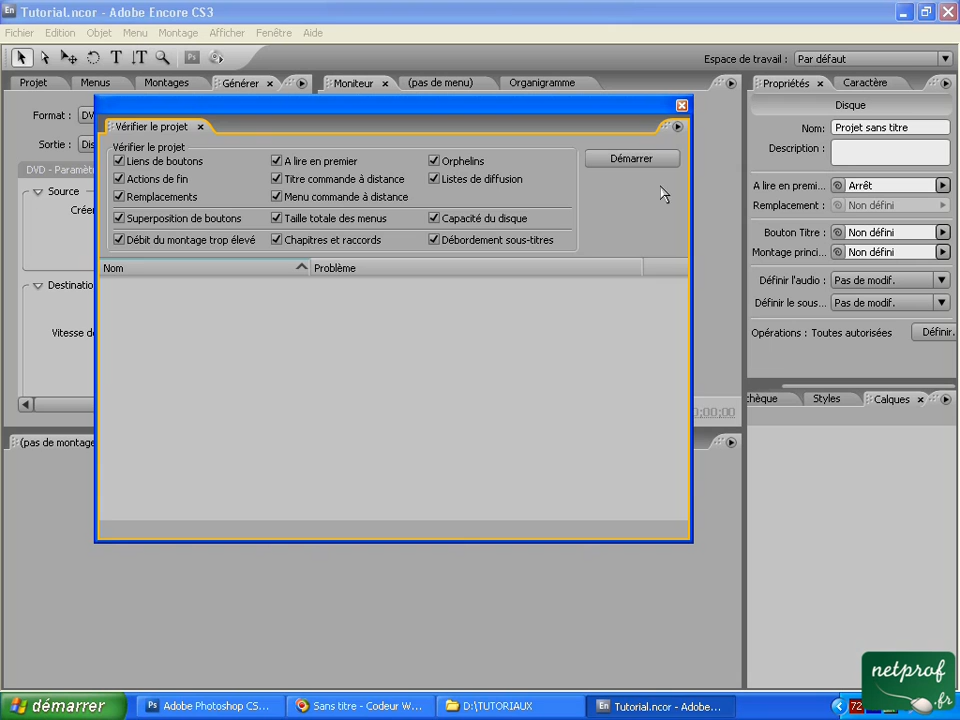 Tutorial.ncor - Adobe Encore CS3
Fichier Edition Objet Menu Montage Afficher Fenêtre Aide
Espace de travail : Par défaut
Projet Menus Montages Générer Moniteur (pas de menu) Organigramme Propriétés Caractère
Disque
Format :
Nom: Projet sans titre
Vérifier le projet
Sortie :
Description :
Vérifier le projet
Liens de boutons A lire en premier Orphelins Démarrer
DVD - Paramètr
Actions de fin Titre commande à distance Listes de diffusion
A lire en premi... Arrêt
Source
Remplacements Menu commande à distance
Remplacement : Non défini
Créer
Superposition de boutons Taille totale des menus Capacité du disque
Bouton Titre : Non défini
Débit du montage trop élevé Chapitres et raccords Débordement sous-titres
Montage princi... Non défini
Nom Problème
Définir l'audio : Pas de modif.
Destinatio
Définir le sous... Pas de modif.
Vitesse de
Opérations : Toutes autorisées Définir.
thèque Styles Calques
00;00;00
(pas de montage
netprof
.fr
démarrer Adobe Photoshop CS... Sans titre - Codeur W... D:\TUTORIAUX Tutorial.ncor - Adobe... 72